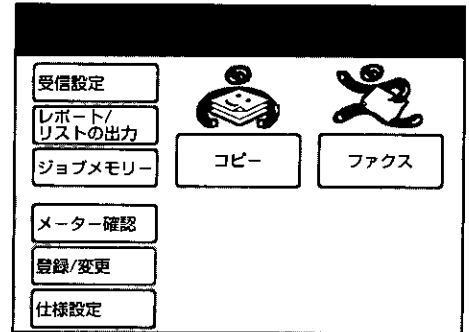 受信設定
レポート/
リストの出力
ジョブメモリー
コピー
ファクス
メーター確認
登録/変更
仕様設定